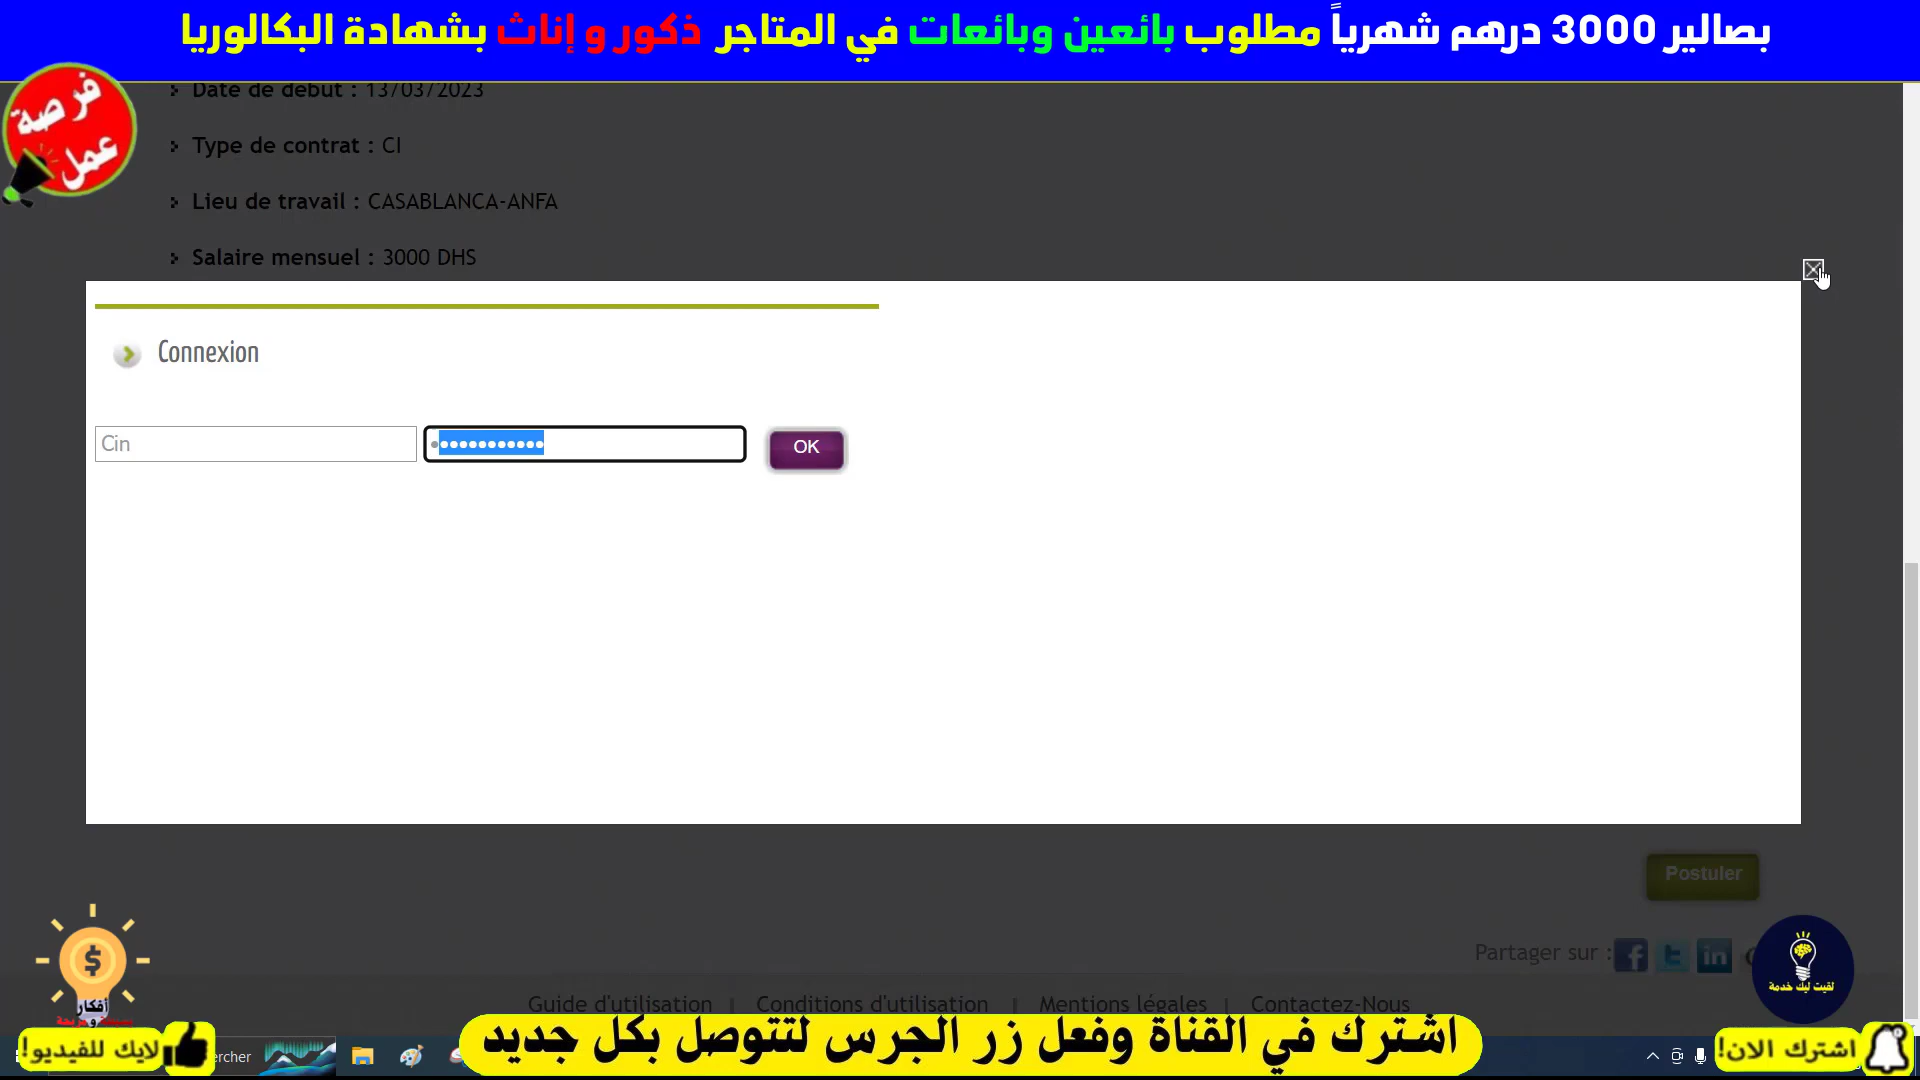 بصالير 3000 درهم شهرياً مطلوب بائعين وبائعات في المتاجر ذكور و إناث بشهادة البكالوريا
فرصة
عمل
Date de début : 13/03/2023
Type de contrat : CI
Lieu de travail : CASABLANCA-ANFA
Salaire mensuel : 3000 DHS
Connexion
Cin
OK
Postuler
Partager sur :
لقيت ليك خدمة
$
أفكار
Guide d'utilisation | Conditions d'utilisation | Mentions légales | Contactez-Nous
لايك للفيديو!
ercher
اشترك في القناة وفعل زر الجرس لتتوصل بكل جديد
اشترك الان!